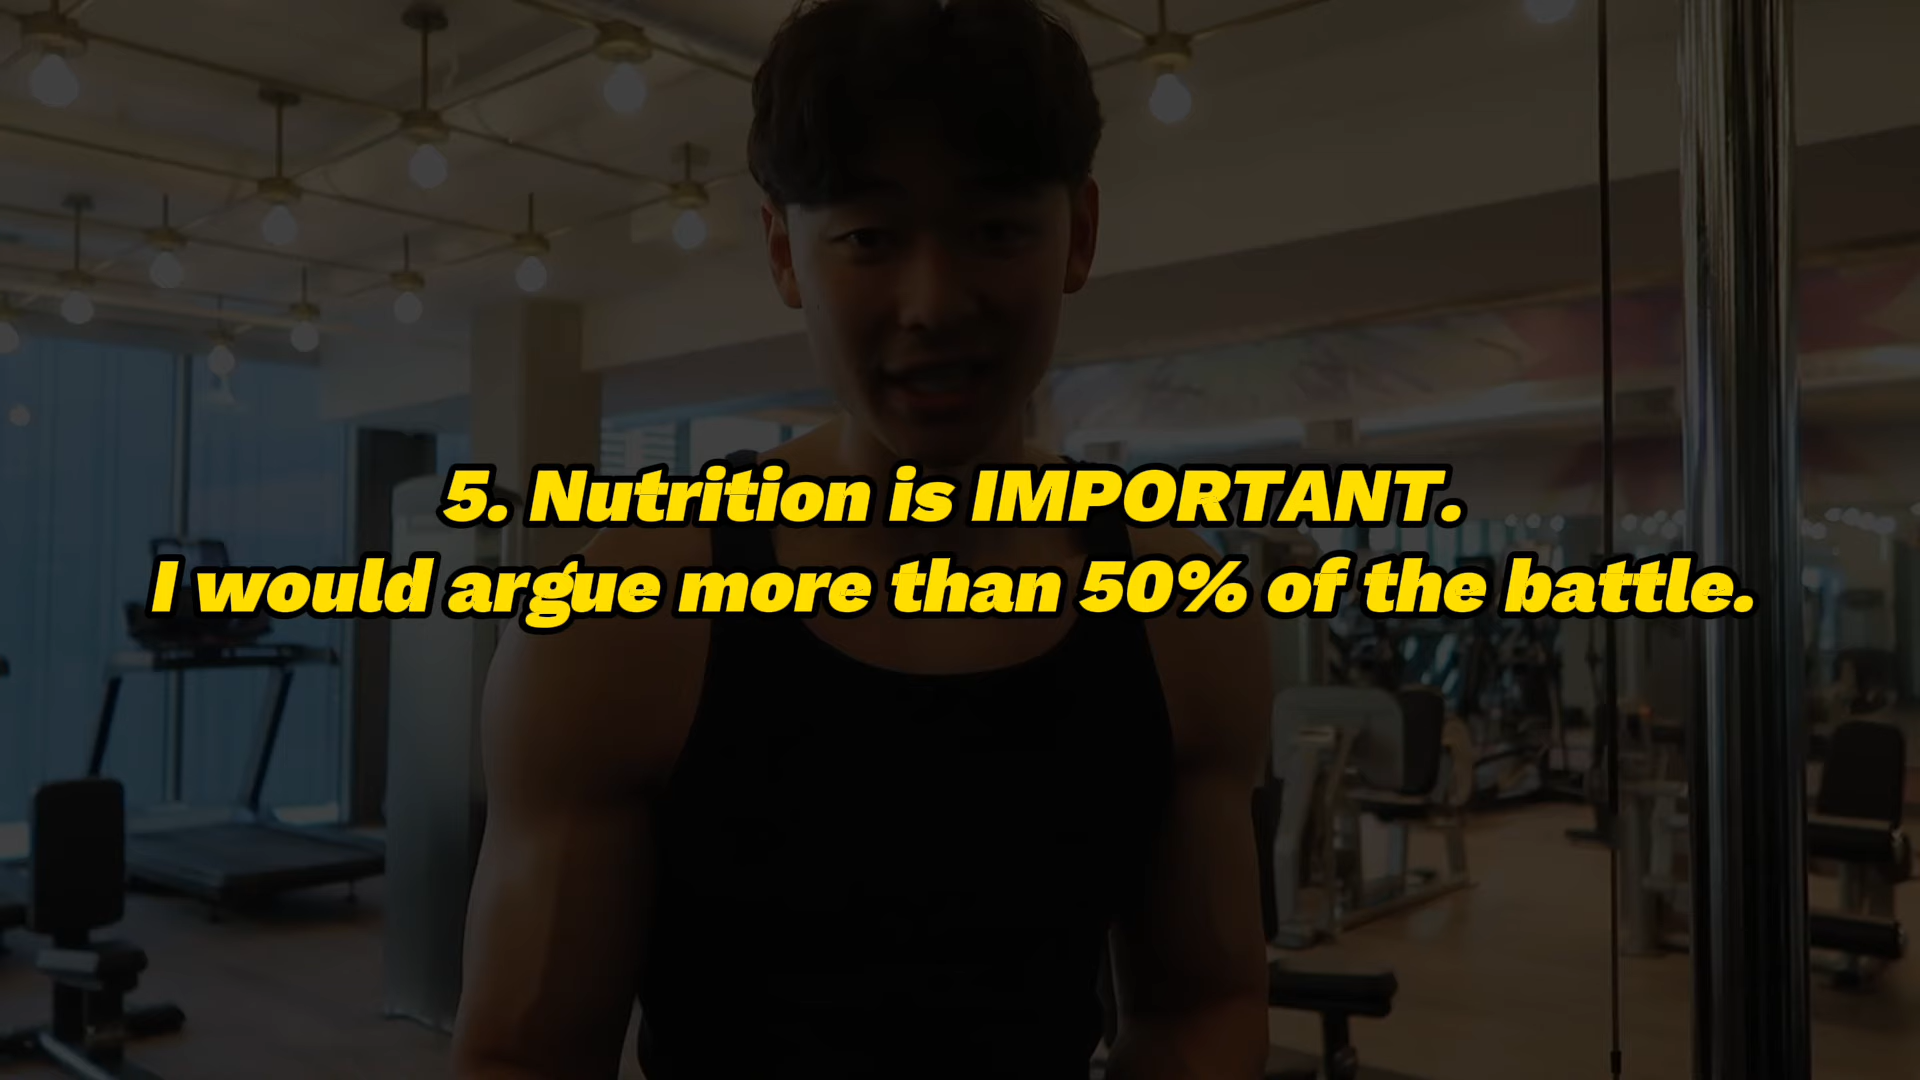 5. Nutrition is IMPORTANT.
I would argue more than 50% of the battle.